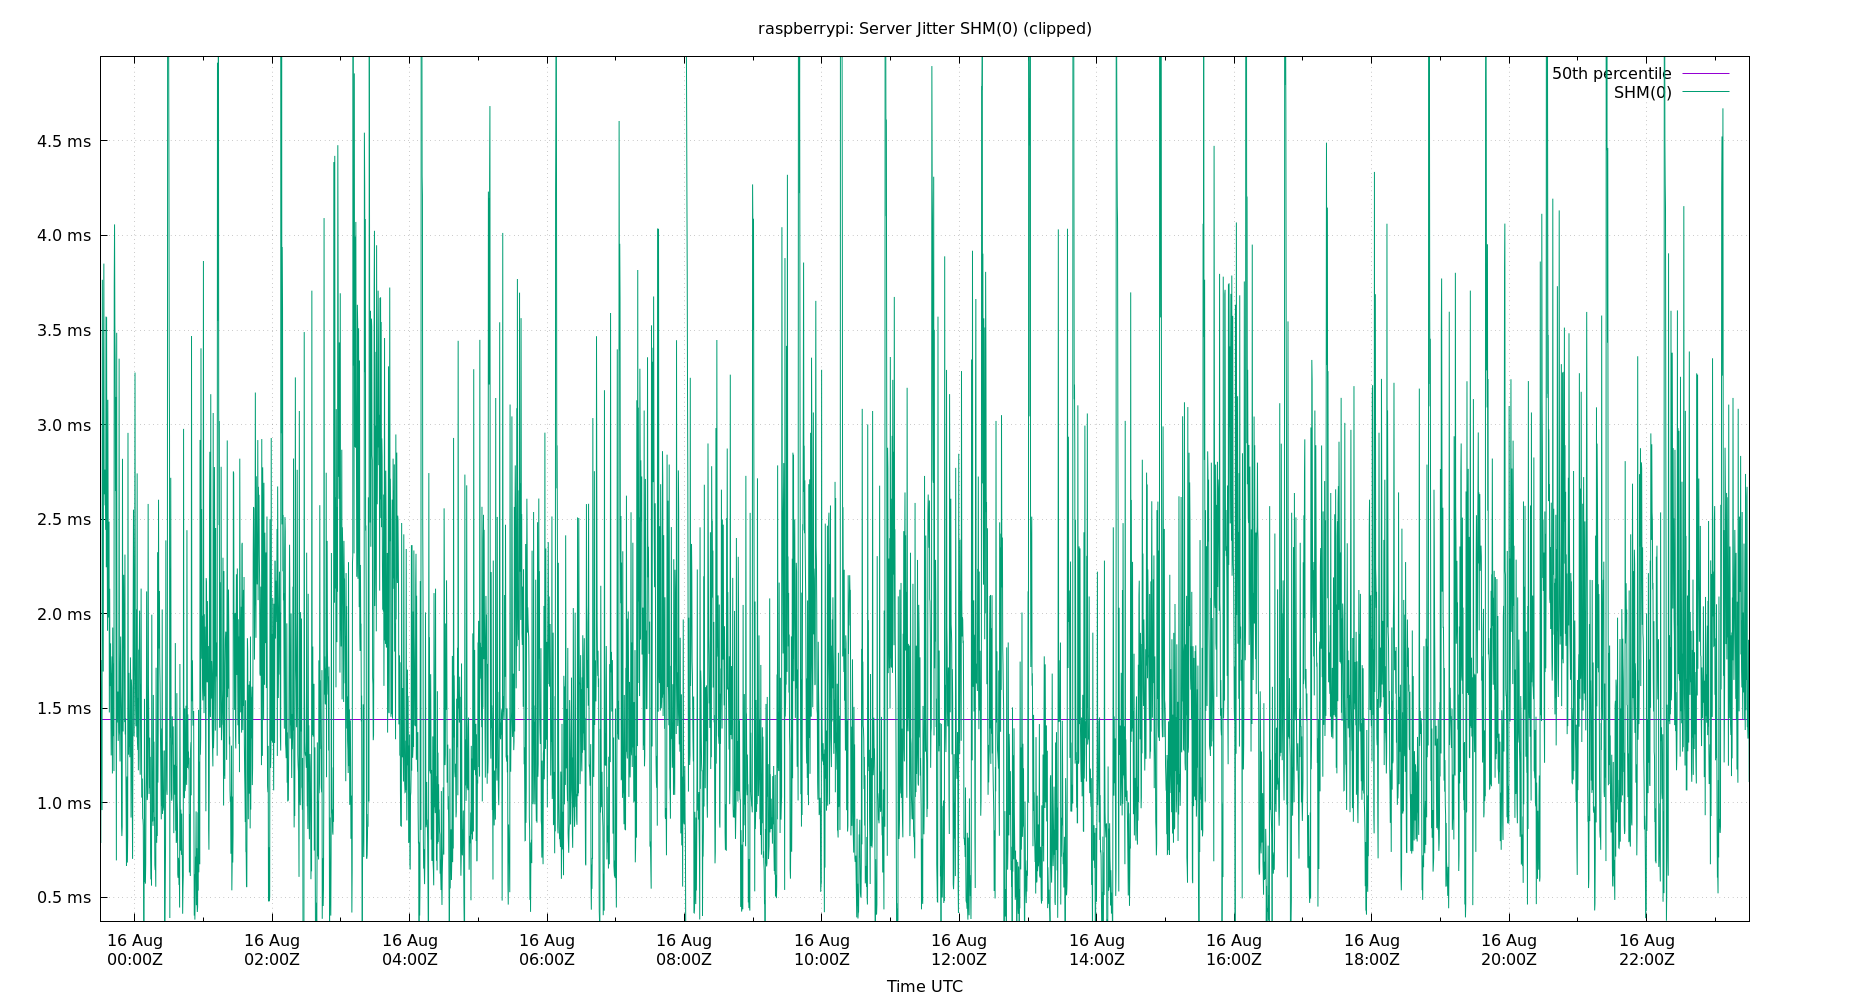 raspberrypi: Server Jitter SHM(0) (clipped)
50th percentile
SHM(0)
4.5 ms
4.0 ms
3.5 ms
3.0 ms
2.5 ms
2.0 ms
1.5 ms
1.0 ms
0.5 ms
16 Aug 16 Aug 16 Aug 16 Aug 16 Aug 16 Aug 16 Aug 16 Aug 16 Aug 16 Aug 16 Aug 16 Aug
00:00Z 02:00Z 04:00Z 06:00Z 08:00Z 10:00Z 12:00Z 14:00Z 16:00Z 18:00Z 20:00Z 22:00Z
Time UTC